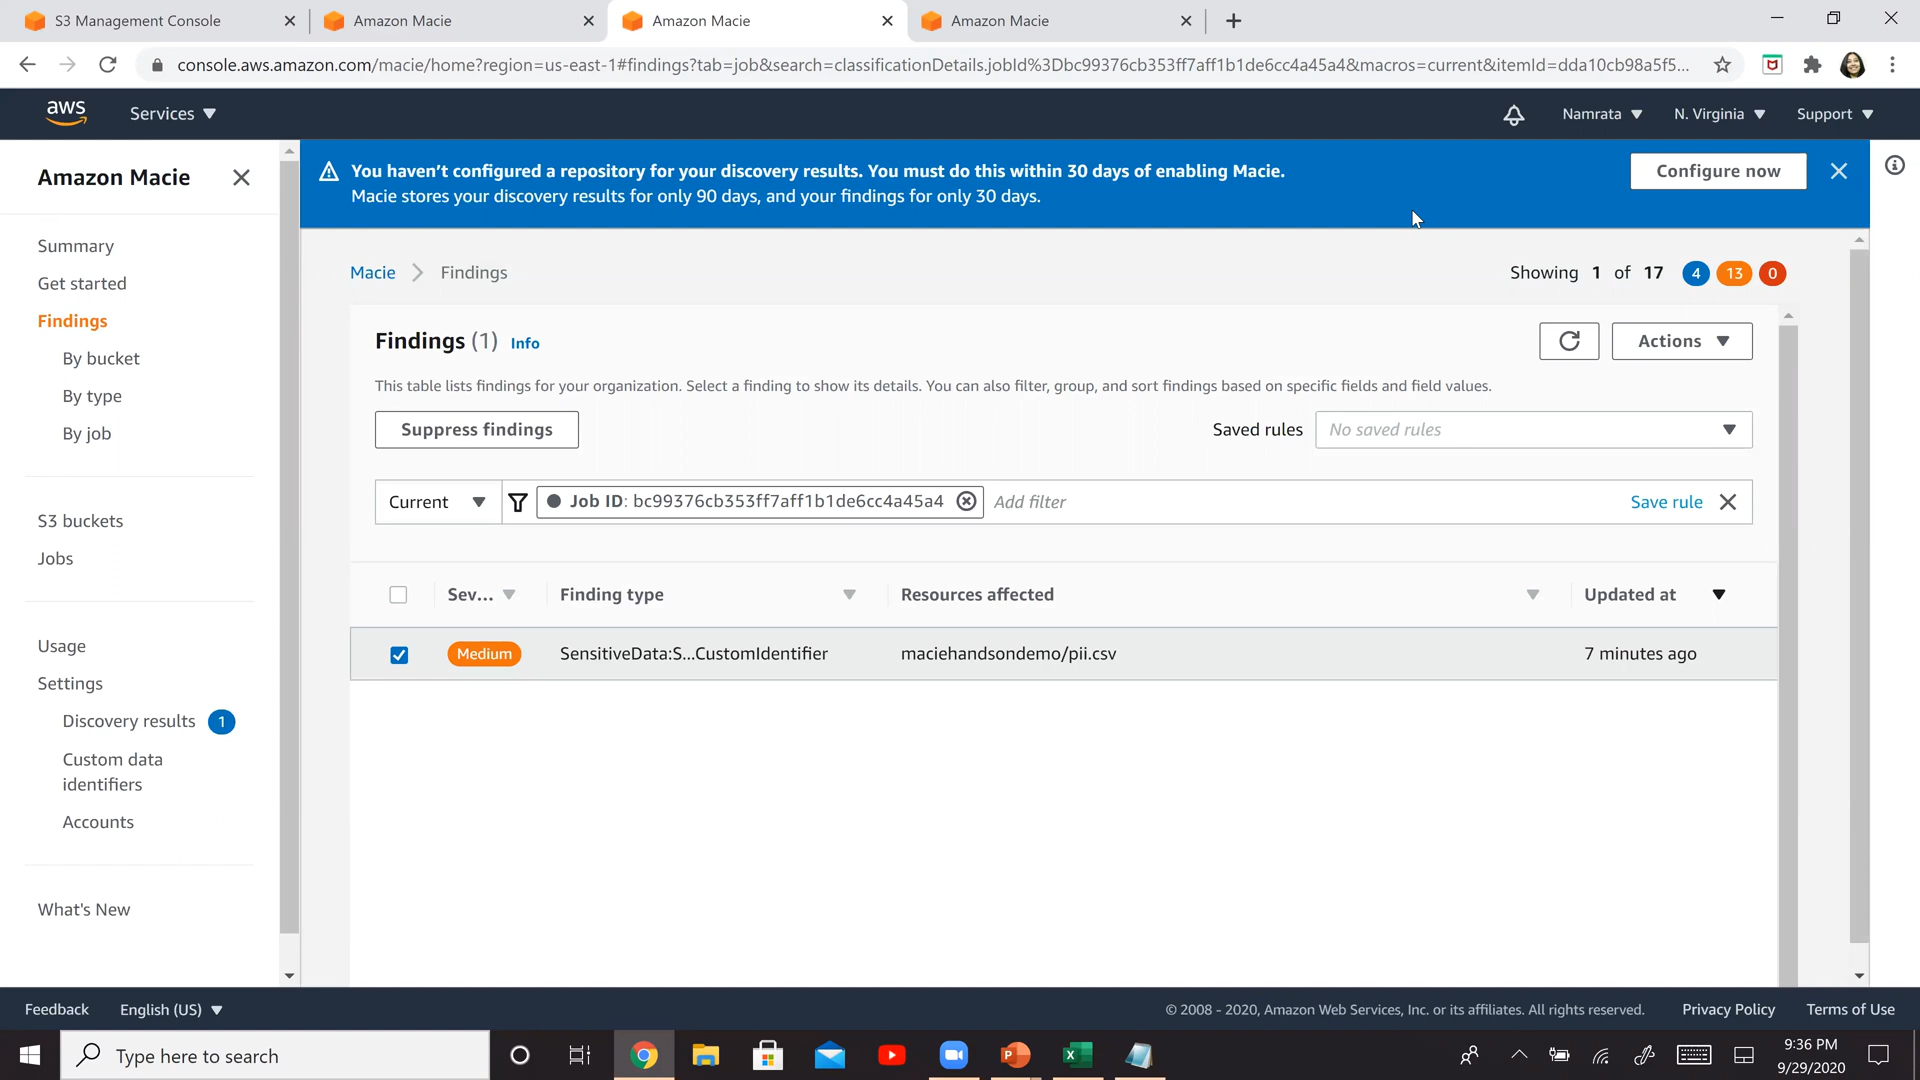 S3 Management Console
Amazon Macie
Amazon Macie
Amazon Macie
console.aws.amazon.com/macie/home?region=us-east-1#findings?tab=job&search=classificationDetails.jobId%3Dbc99376cb353ff7aff1b1de6cc4a45a4&macros=current&itemId=dda10cb98a5f5...
aws
Services
Namrata
N. Virginia
Support
Amazon Macie
Summary
Get started
Findings
By bucket
By type
By job
S3 buckets
Jobs
Usage
Settings
Discovery results 1
Custom data
identifiers
Accounts
What's New
You haven't configured a repository for your discovery results. You must do this within 30 days of enabling Macie.
Macie stores your discovery results for only 90 days, and your findings for only 30 days.
Configure now
Macie > Findings
Showing 1 of 17 4 13 0
Findings (1) Info
Actions
This table lists findings for your organization. Select a finding to show its details. You can also filter, group, and sort findings based on specific fields and field values.
Suppress findings
Saved rules No saved rules
Current Job ID: bc99376cb353ff7aff1b1de6cc4a45a4 Add filter Save rule
Sev... Finding type Resources affected Updated at
Medium SensitiveData:S...CustomIdentifier maciehandsondemo/pii.csv 7 minutes ago
Feedback English (US) © 2008 - 2020, Amazon Web Services, Inc. or its affiliates. All rights reserved. Privacy Policy Terms of Use
Type here to search
9:36 PM
9/29/2020